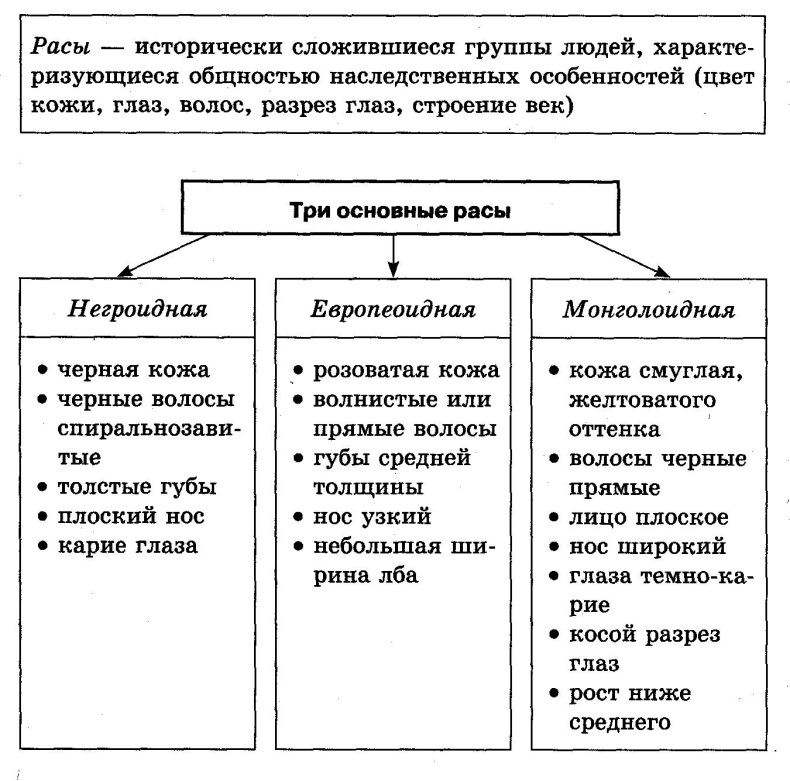 Расы — исторически сложившиеся группы людей, характе-
ризующиеся общностью наследственных особенностей (цвет
кожи, глаз, волос, разрез глаз, строение век)
Три основные расы
Негроидная
• черная кожа
• черные волосы
спиральнозави-
тые
• толстые губы
• плоский нос
• карие глаза
Европеоидная
• розоватая кожа
• волнистые или
прямые волосы
• губы средней
толщины
• нос узкий
• небольшая ши-
рина лба
Монголоидная
• кожа смуглая,
желтоватого
оттенка
• волосы черные
прямые
• лицо плоское
• нос широкий
• глаза темно-ка-
рие
• косой разрез
глаз
• рост ниже
среднего